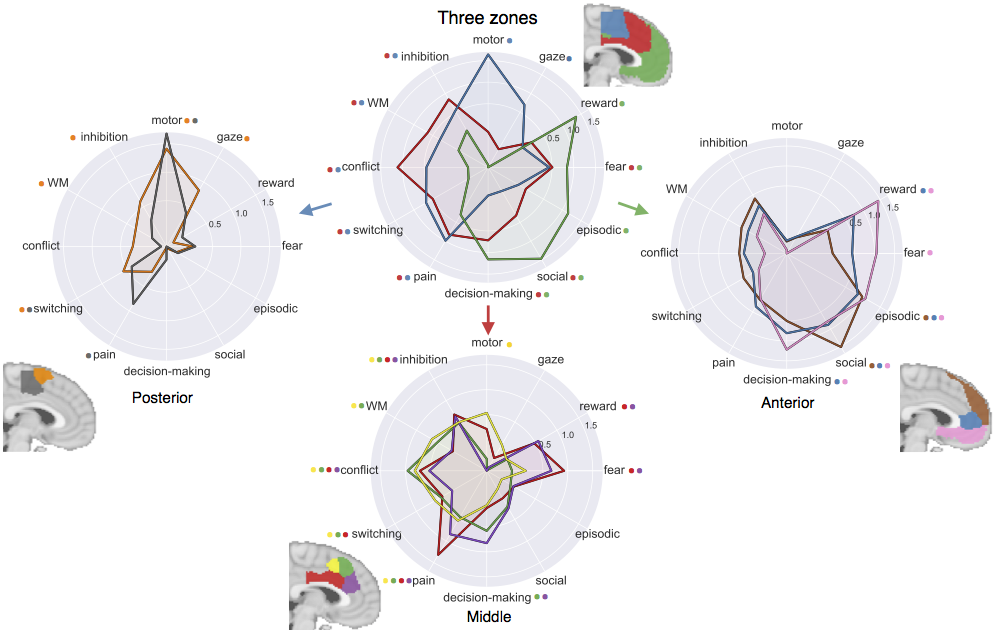 Three zones
motor
inhibition
gaze
WM
reward
0.5
1.0
1.5
conflict
fear
switching
episodic
pain
social
decision-making
motor
inhibition
gaze
WM
reward
0.5
1.0
1.5
conflict
fear
switching
episodic
pain
social
decision-making
Posterior
motor
inhibition
gaze
WM
reward
0.5
1.0
1.5
conflict
fear
switching
episodic
pain
social
decision-making
Anterior
motor
inhibition
gaze
WM
reward
0.5
1.0
1.5
conflict
fear
switching
episodic
pain
social
decision-making
Middle